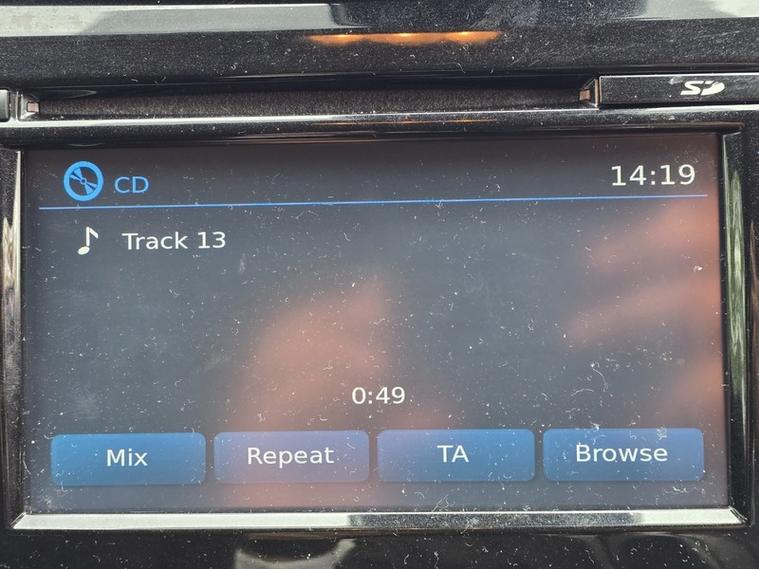 SD
CD
14:19
Track 13
0:49
Mix
Repeat
TA
Browse